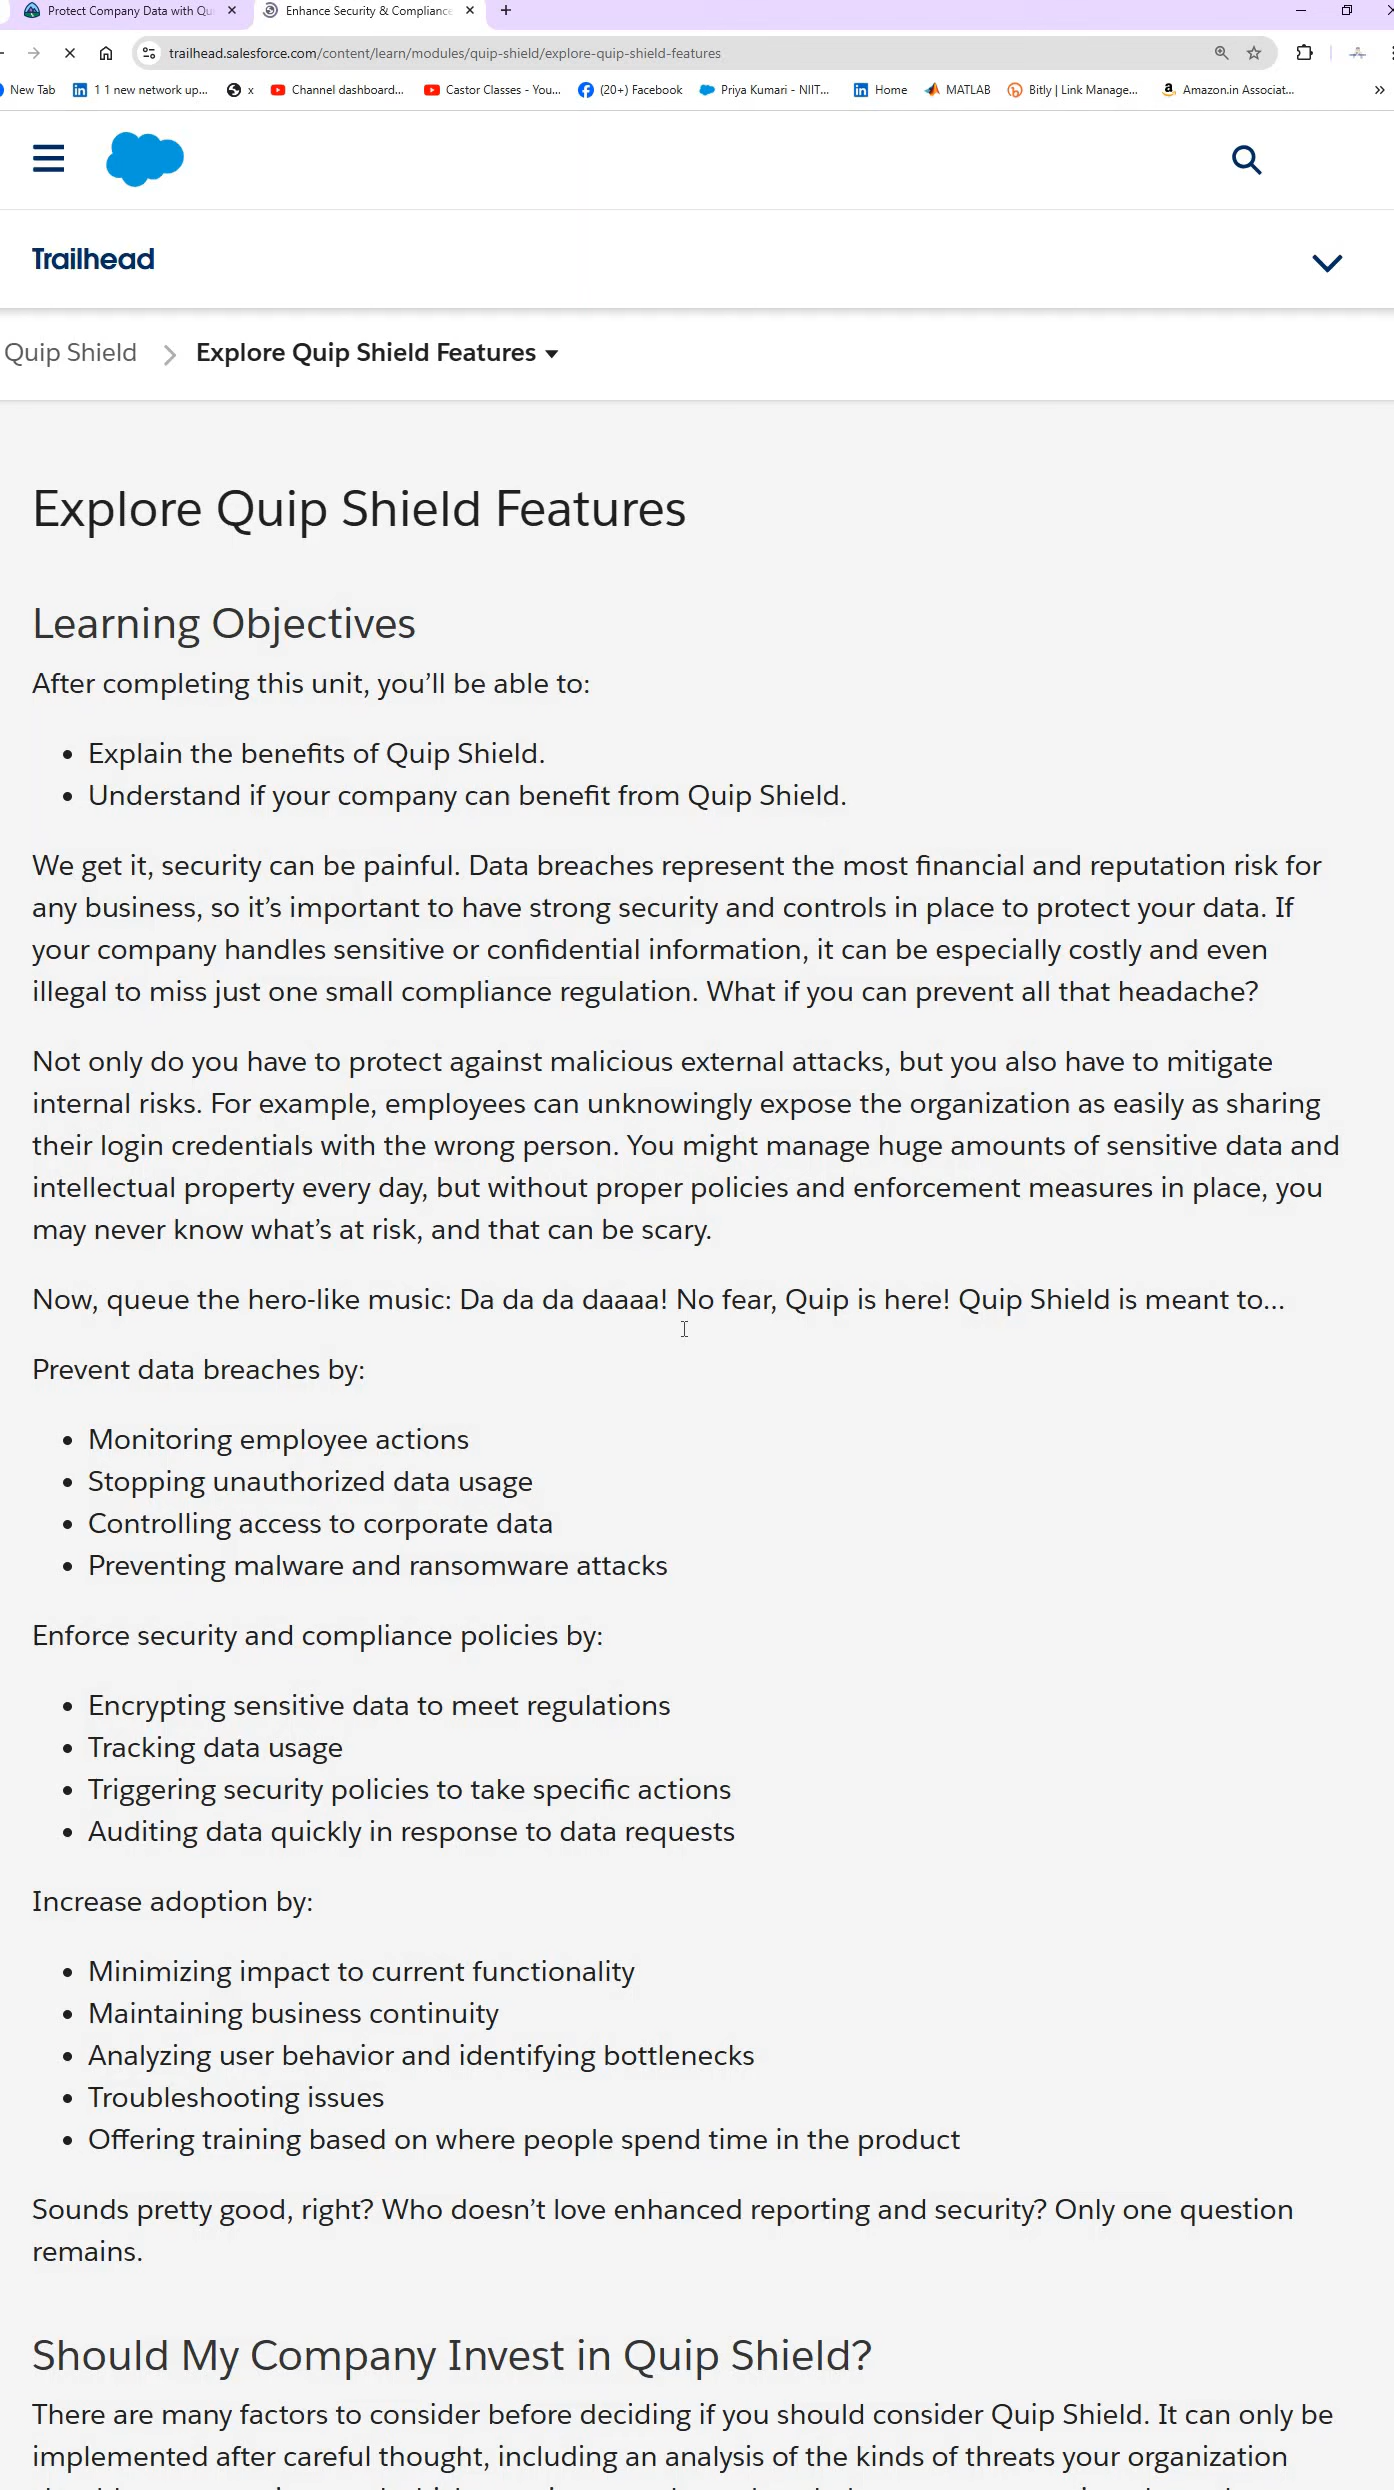 Protect Company Data with Qu
Enhance Security & Compliance
trailhead.salesforce.com/content/learn/modules/quip-shield/explore-quip-shield-features
New Tab
1 1 new network up...
x
Channel dashboard...
Castor Classes - You...
(20+) Facebook
Priya Kumari - NIIT...
Home
MATLAB
Bitly | Link Manage...
Amazon.in Associat...
Trailhead
Quip Shield
Explore Quip Shield Features
Explore Quip Shield Features
Learning Objectives
After completing this unit, you’ll be able to:
• Explain the benefits of Quip Shield.
• Understand if your company can benefit from Quip Shield.
We get it, security can be painful. Data breaches represent the most financial and reputation risk for
any business, so it’s important to have strong security and controls in place to protect your data. If
your company handles sensitive or confidential information, it can be especially costly and even
illegal to miss just one small compliance regulation. What if you can prevent all that headache?
Not only do you have to protect against malicious external attacks, but you also have to mitigate
internal risks. For example, employees can unknowingly expose the organization as easily as sharing
their login credentials with the wrong person. You might manage huge amounts of sensitive data and
intellectual property every day, but without proper policies and enforcement measures in place, you
may never know what’s at risk, and that can be scary.
Now, queue the hero-like music: Da da da daaaa! No fear, Quip is here! Quip Shield is meant to...
Prevent data breaches by:
• Monitoring employee actions
• Stopping unauthorized data usage
• Controlling access to corporate data
• Preventing malware and ransomware attacks
Enforce security and compliance policies by:
• Encrypting sensitive data to meet regulations
• Tracking data usage
• Triggering security policies to take specific actions
• Auditing data quickly in response to data requests
Increase adoption by:
• Minimizing impact to current functionality
• Maintaining business continuity
• Analyzing user behavior and identifying bottlenecks
• Troubleshooting issues
• Offering training based on where people spend time in the product
Sounds pretty good, right? Who doesn’t love enhanced reporting and security? Only one question
remains.
Should My Company Invest in Quip Shield?
There are many factors to consider before deciding if you should consider Quip Shield. It can only be
implemented after careful thought, including an analysis of the kinds of threats your organization